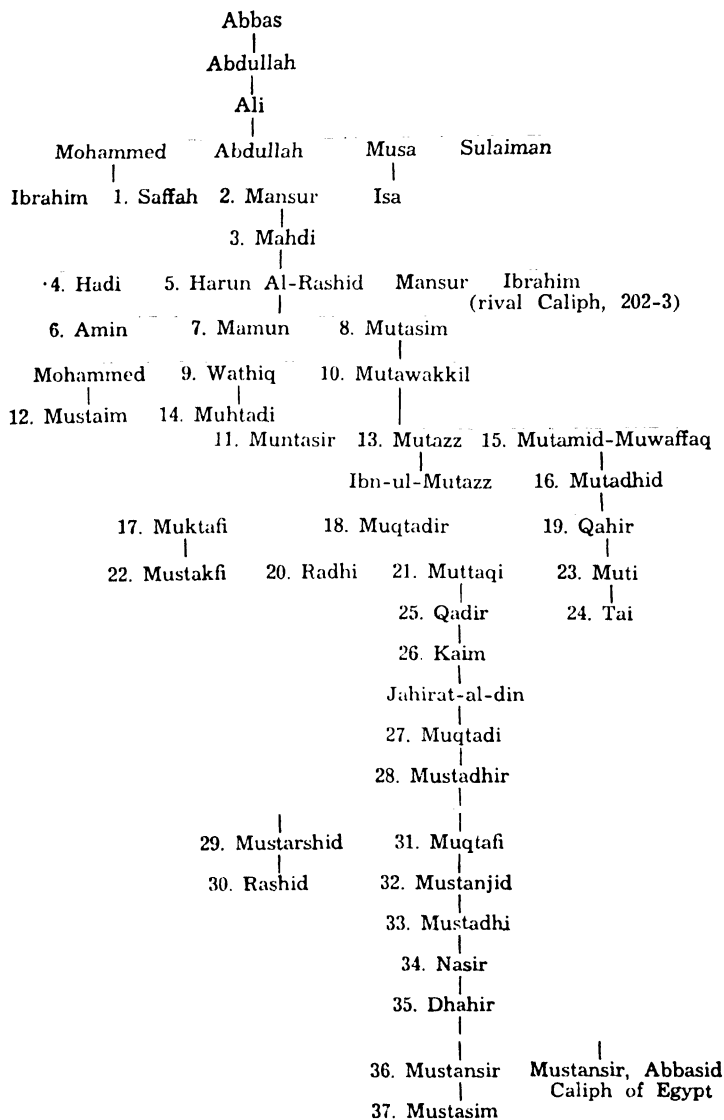 Abbas
Abdullah
Ali
Mohammed Abdullah Musa Sulaiman
Ibrahim 1. Saffah 2. Mansur Isa
3. Mahdi
4. Hadi 5. Harun Al-Rashid Mansur Ibrahim
(rival Caliph, 202-3)
6. Amin 7. Mamun 8. Mutasim
Mohammed 9. Wathiq 10. Mutawakkil
12. Mustaim 14. Muhtadi
11. Muntasir 13. Mutazz 15. Mutamid-Muwaffaq
Ibn-ul-Mutazz 16. Mutadhid
17. Muktafi 18. Muqtadir 19. Qahir
22. Mustakfi 20. Radhi 21. Muttaqi 23. Muti
25. Qadir 24. Tai
26. Kaim
Jahirat-al-din
27. Muqtadi
28. Mustadhir
29. Mustarshid 31. Muqtafi
30. Rashid 32. Mustanjid
33. Mustadhi
34. Nasir
35. Dhahir
36. Mustansir Mustansir, Abbasid
Caliph of Egypt
37. Mustasim